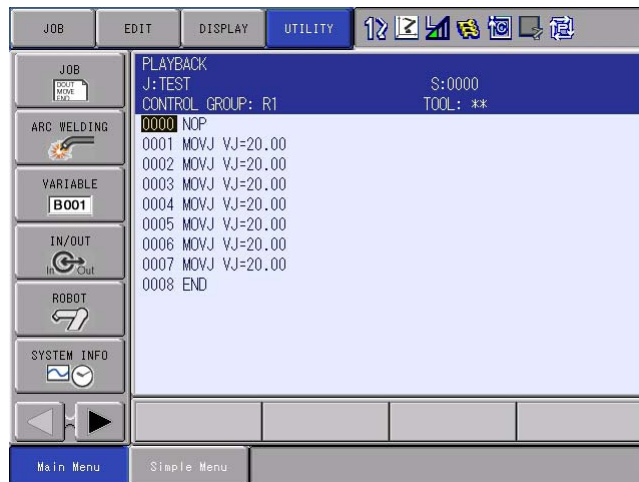 JOB EDIT DISPLAY UTILITY
JOB
DOUT
MOVE
END
ARC WELDING
VARIABLE
B001
IN/OUT
In Out
ROBOT
SYSTEM INFO
PLAYBACK
J:TEST S:0000
CONTROL GROUP: R1 TOOL: **
0000 NOP
0001 MOVJ VJ=20.00
0002 MOVJ VJ=20.00
0003 MOVJ VJ=20.00
0004 MOVJ VJ=20.00
0005 MOVJ VJ=20.00
0006 MOVJ VJ=20.00
0007 MOVJ VJ=20.00
0008 END
Main Menu Simple Menu